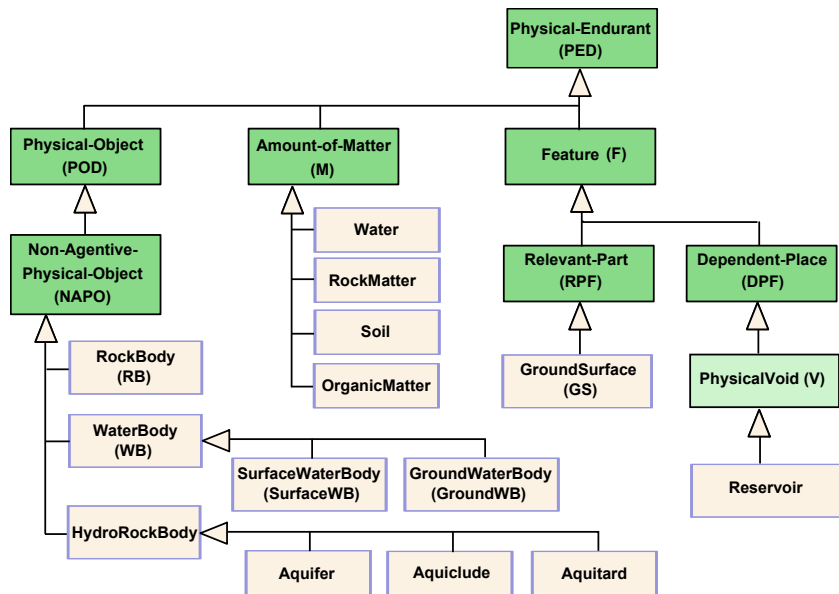 Physical-Endurant
(PED)
Physical-Object
(POD)
Amount-of-Matter
(M)
Feature (F)
Non-Agentive-
Physical-Object
(NAPO)
Water
RockMatter
Soil
OrganicMatter
Relevant-Part
(RPF)
Dependent-Place
(DPF)
RockBody
(RB)
GroundSurface
(GS)
PhysicalVoid (V)
WaterBody
(WB)
SurfaceWaterBody
(SurfaceWB)
GroundWaterBody
(GroundWB)
Reservoir
HydroRockBody
Aquifer
Aquiclude
Aquitard